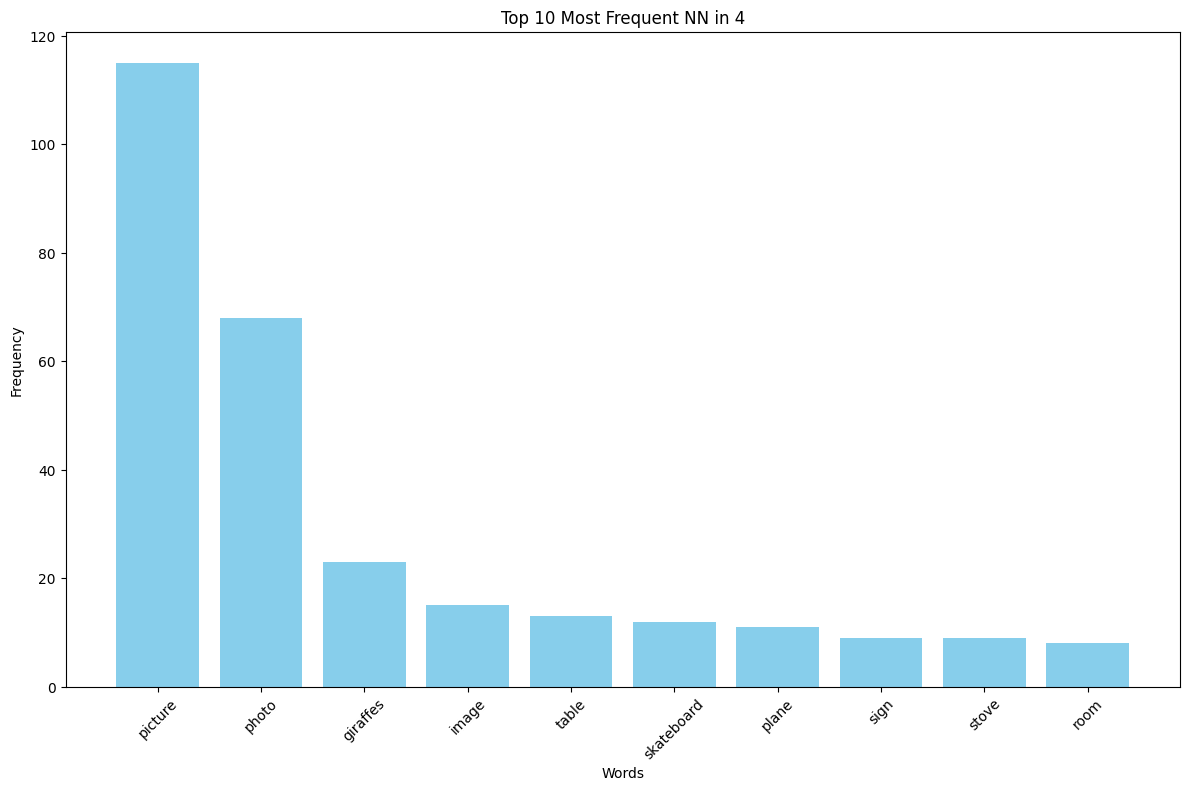 Top 10 Most Frequent NN in 4
120
100
80
60
40
20
0
Frequency
picture
photo
giraffes
image
table
skateboard
plane
sign
stove
room
Words